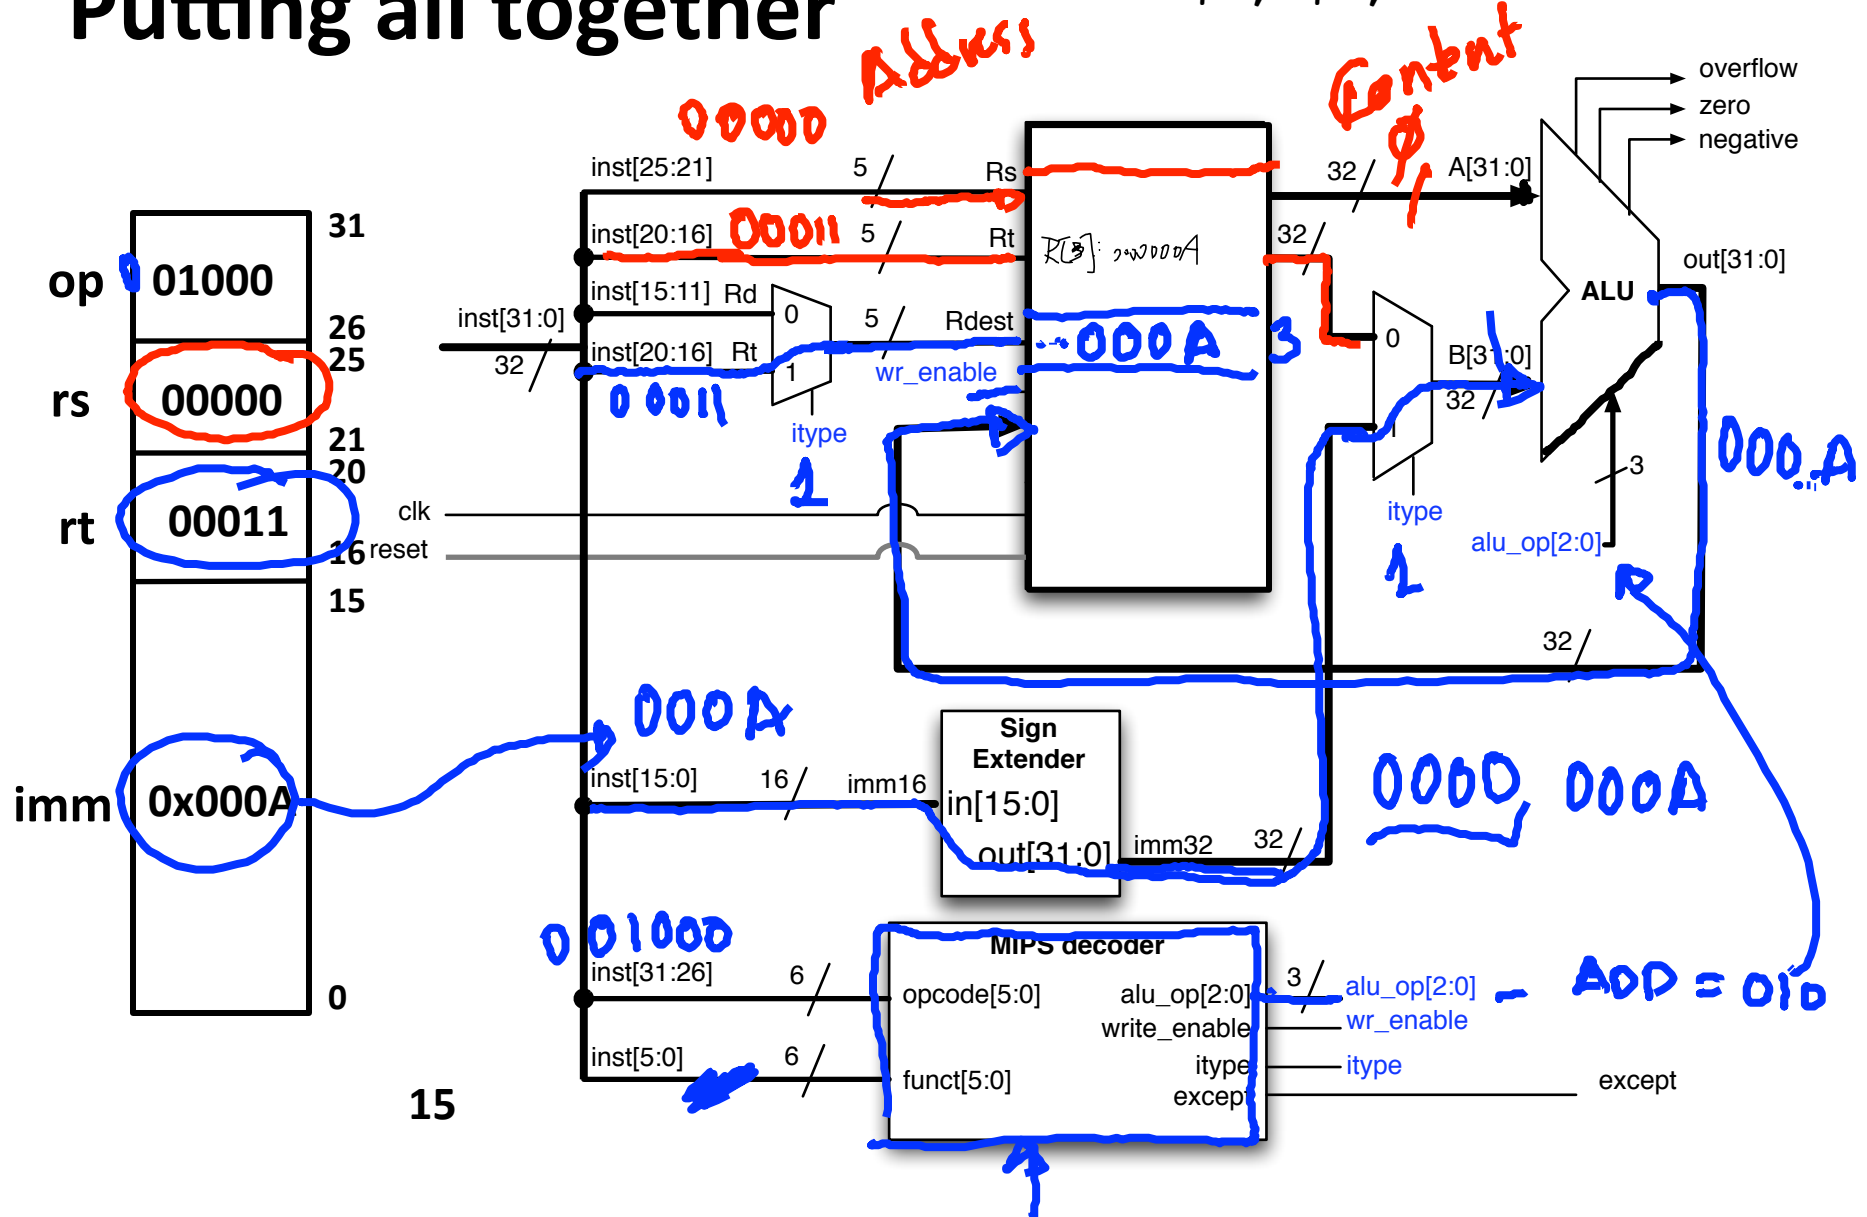 Putting all together
Address
Content
00000
0
overflow
zero
negative
inst[25:21] 5 Rs
32 A[31:0]
inst[20:16] 00011 5 Rt
R[3]: 0x0000A
32
out[31:0]
ALU
inst[15:11] Rd 0
5 Rdest
inst[31:0]
32
inst[20:16] Rt 1
00011
wr_enable
000A 3
0
B[31:0]
32
1
itype
1
itype
1
3
alu_op[2:0]
000...A
clk
reset
32
31
op 0 01000
26
25
rs 00000
21
20
rt 00011
16
15
imm 0x000A
0
15
000A
inst[15:0] 16 imm16
Sign
Extender
in[15:0]
out[31:0]
imm32 32
0000, 000A
001000
inst[31:26] 6
inst[5:0] 6
MIPS decoder
opcode[5:0]
funct[5:0]
alu_op[2:0]
write_enable
itype
except
3 alu_op[2:0] - ADD = 010
wr_enable
itype
except